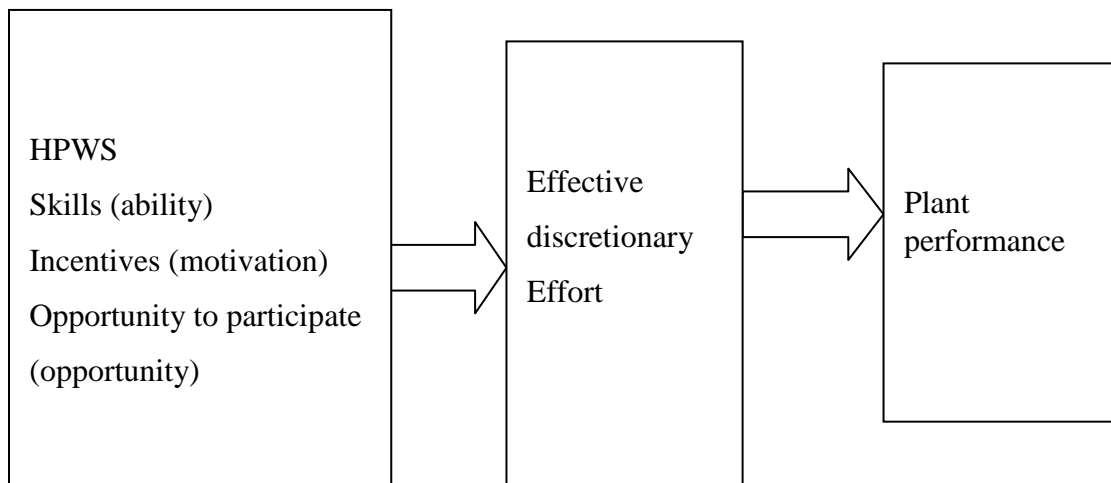 HPWS
Skills (ability)
Incentives (motivation)
Opportunity to participate
(opportunity)
Effective
discretionary
Effort
Plant
performance